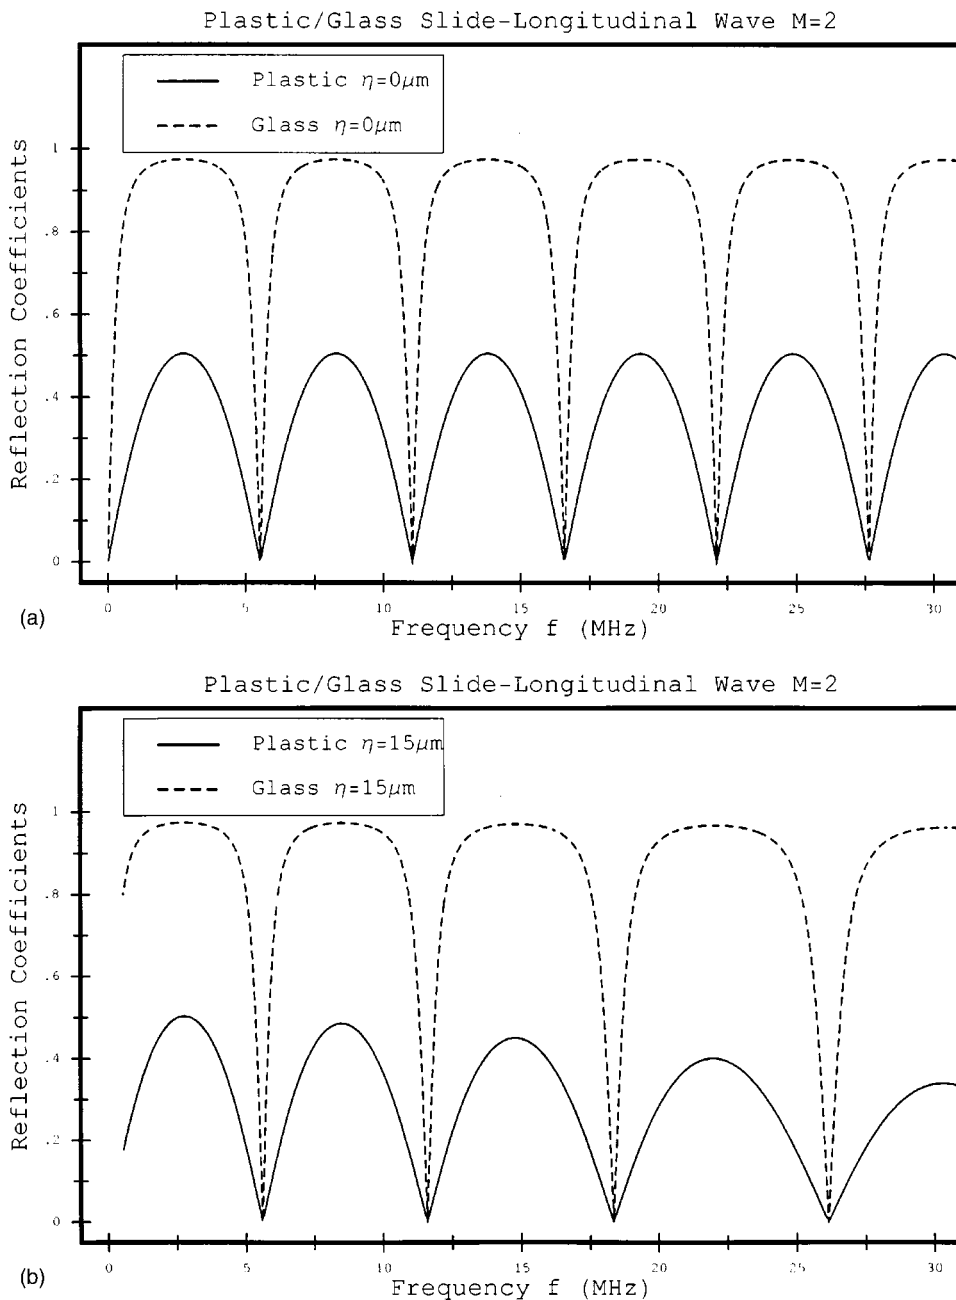 (a)
Plastic/Glass Slide-Longitudinal Wave M=2
Plastic η=0μm
Glass η=0μm
Reflection Coefficients
1
.8
.6
.4
.2
0
0 5 10 15 20 25 30
Frequency f (MHz)
Plastic/Glass Slide-Longitudinal Wave M=2
Plastic η=15μm
Glass η=15μm
Reflection Coefficients
1
.8
.6
.4
.2
0
0 5 10 15 20 25 30
(b)
Frequency f (MHz)